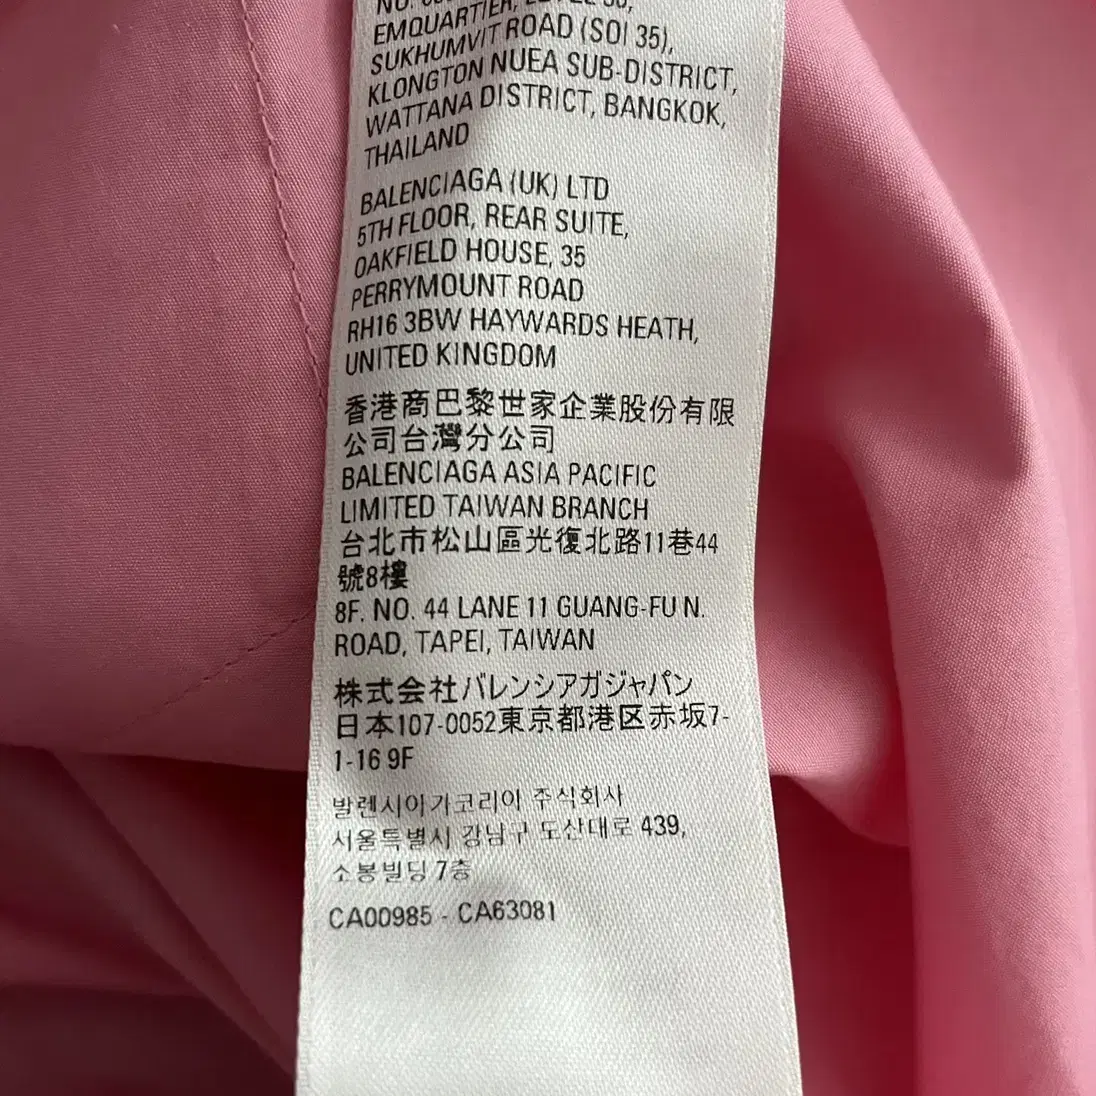 EMQUARTIER,
SUKHUMVIT ROAD (SOI 35),
KLONGTON NUEA SUB-DISTRICT,
WATTANA DISTRICT, BANGKOK,
THAILAND
BALENCIAGA (UK) LTD
5TH FLOOR, REAR SUITE,
OAKFIELD HOUSE, 35
PERRYMOUNT ROAD
RH16 3BW HAYWARDS HEATH,
UNITED KINGDOM
香港商巴黎世家企業股份有限
公司台灣分公司
BALENCIAGA ASIA PACIFIC
LIMITED TAIWAN BRANCH
台北市松山區光復北路11巷44
號8樓
8F. NO. 44 LANE 11 GUANG-FU N.
ROAD, TAPEI, TAIWAN
株式会社バレンシアガジャパン
日本107-0052東京都港区赤坂7-
1-16 9F
발렌시아가코리아 주식회사
서울특별시 강남구 도산대로 439,
소봉빌딩 7층
CA00985 - CA63081